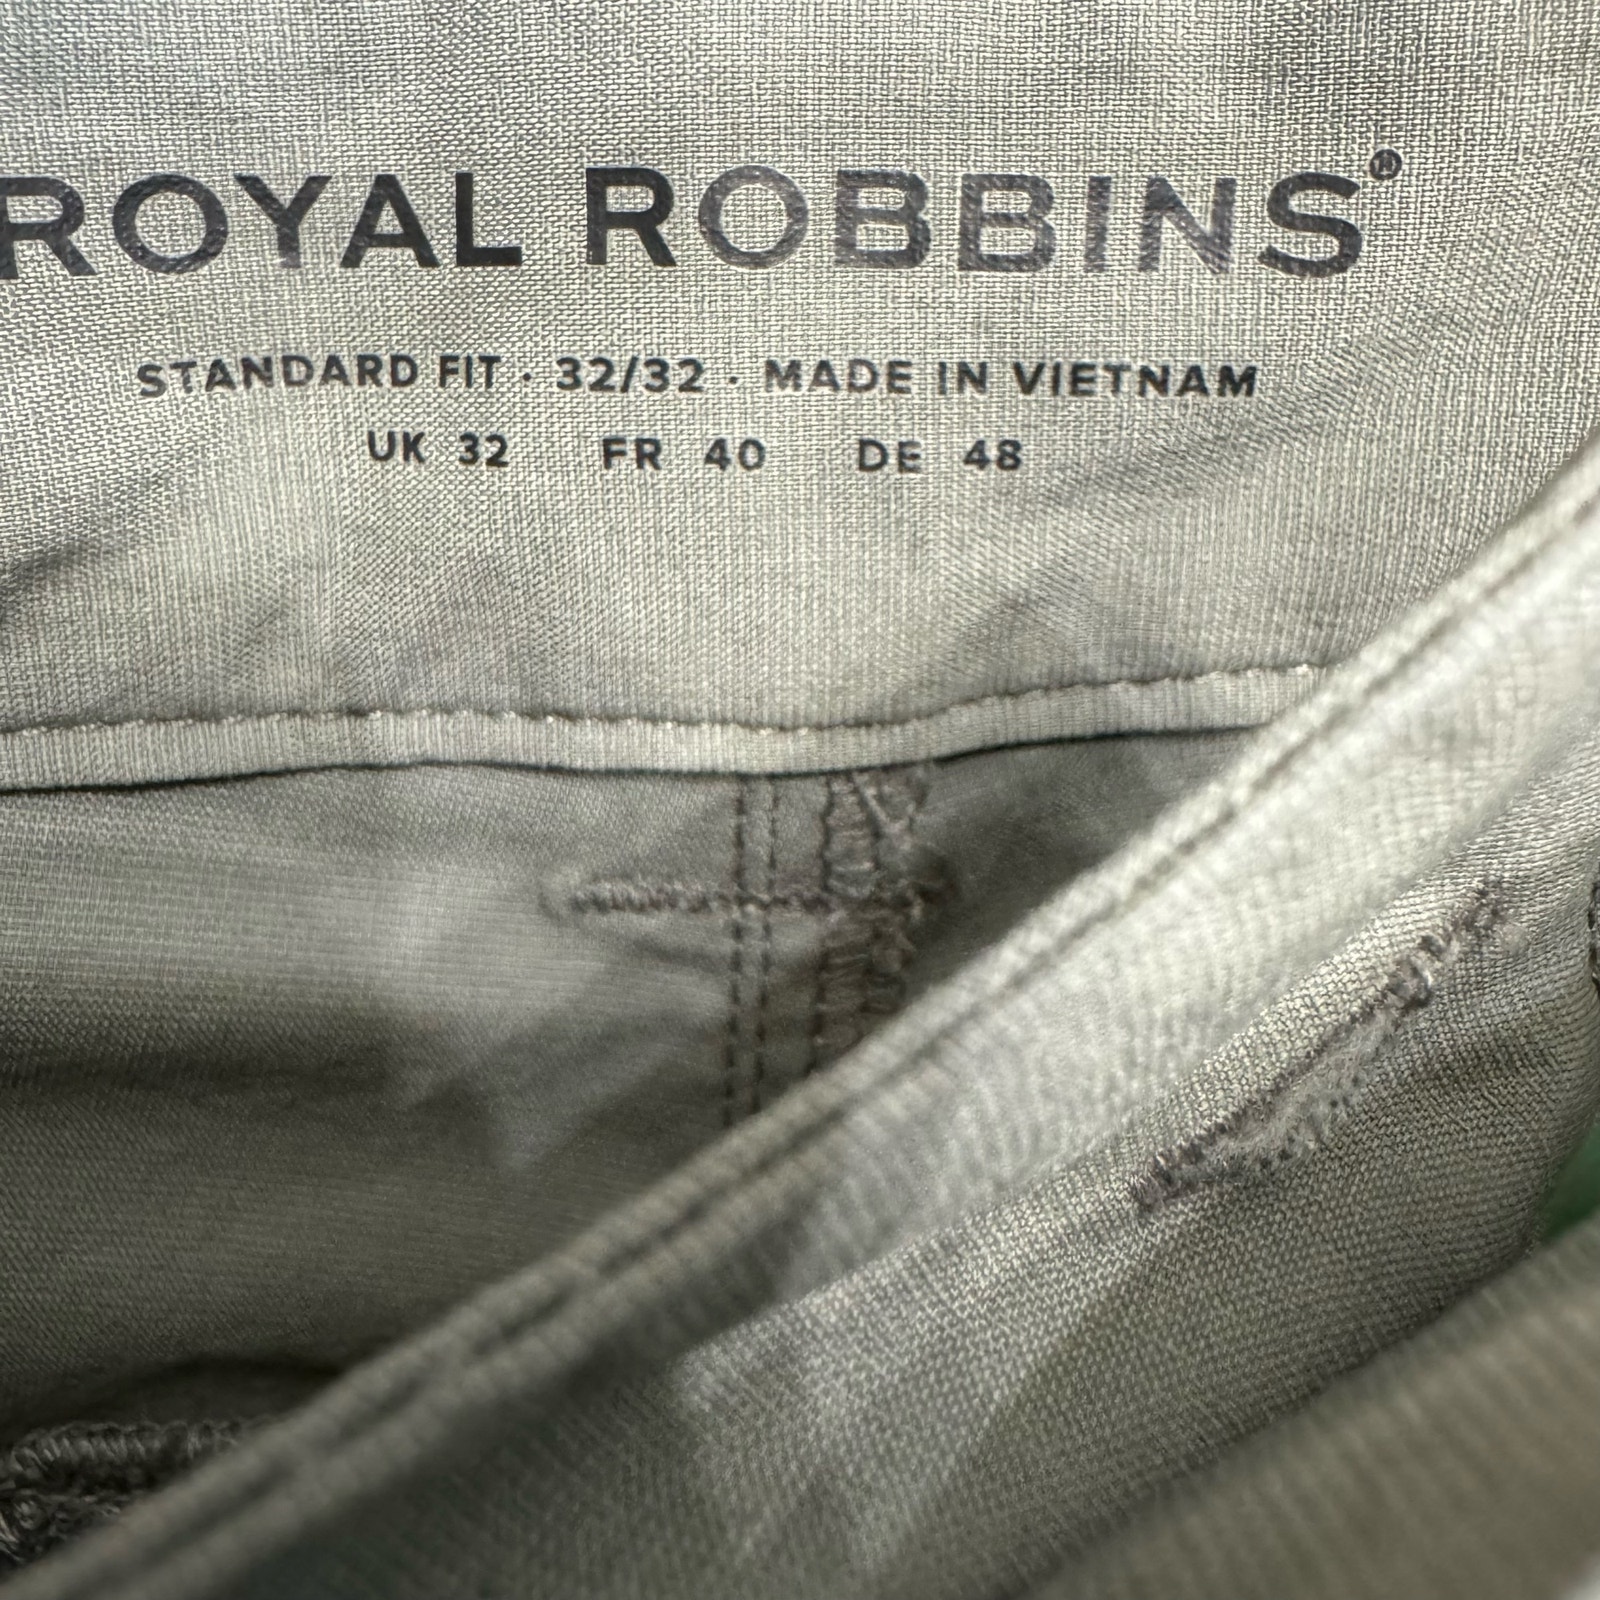 ROYAL ROBBINS®
STANDARD FIT · 32/32 · MADE IN VIETNAM
UK 32 FR 40 DE 48